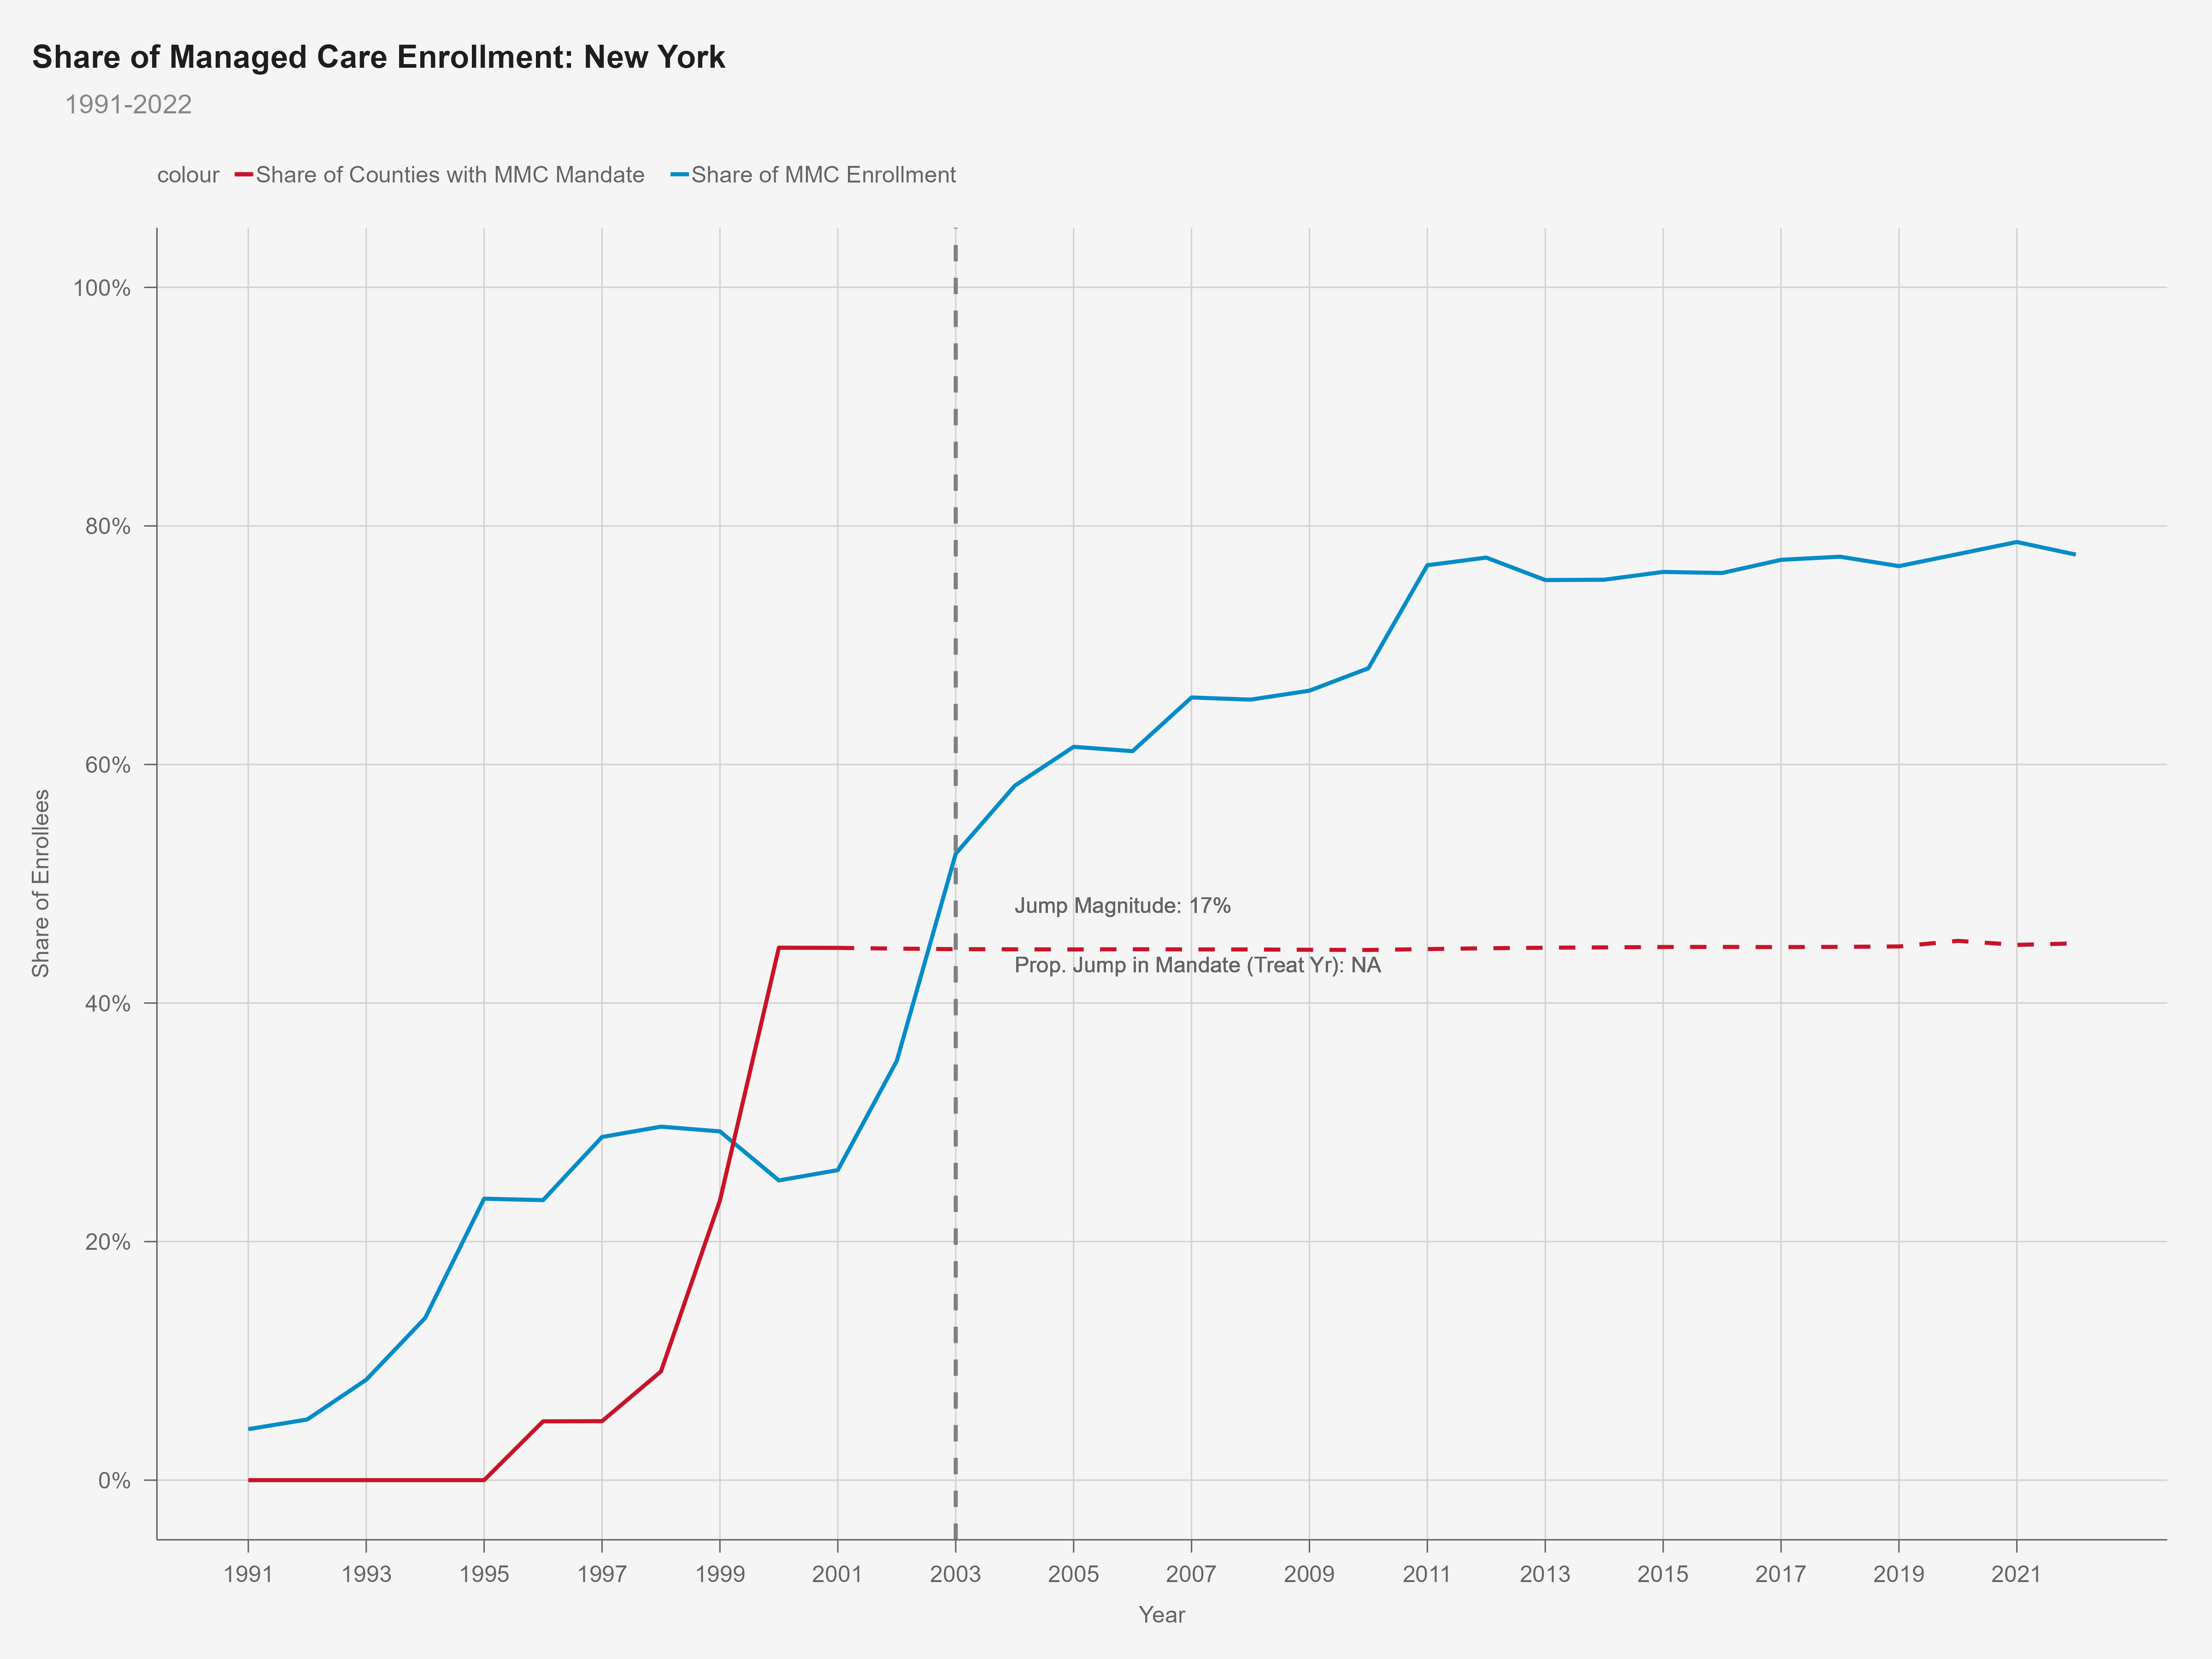 Share of Managed Care Enrollment: New York
1991-2022
colour Share of Counties with MMC Mandate Share of MMC Enrollment
100%
80%
60%
40%
20%
0%
Share of Enrollees
Jump Magnitude: 17%
Prop. Jump in Mandate (Treat Yr): NA
1991 1993 1995 1997 1999 2001 2003 2005 2007 2009 2011 2013 2015 2017 2019 2021
Year